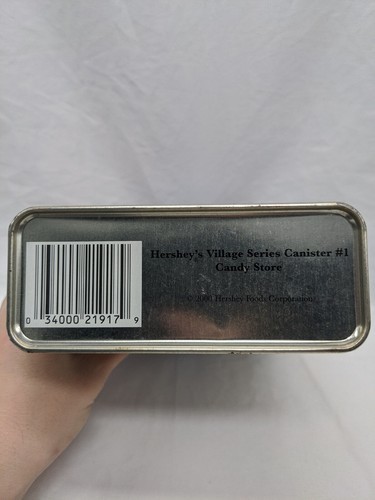 Hershey's Village Series Canister #1
Candy Store
© Hershey Foods Corporation
0 34000 21917 9